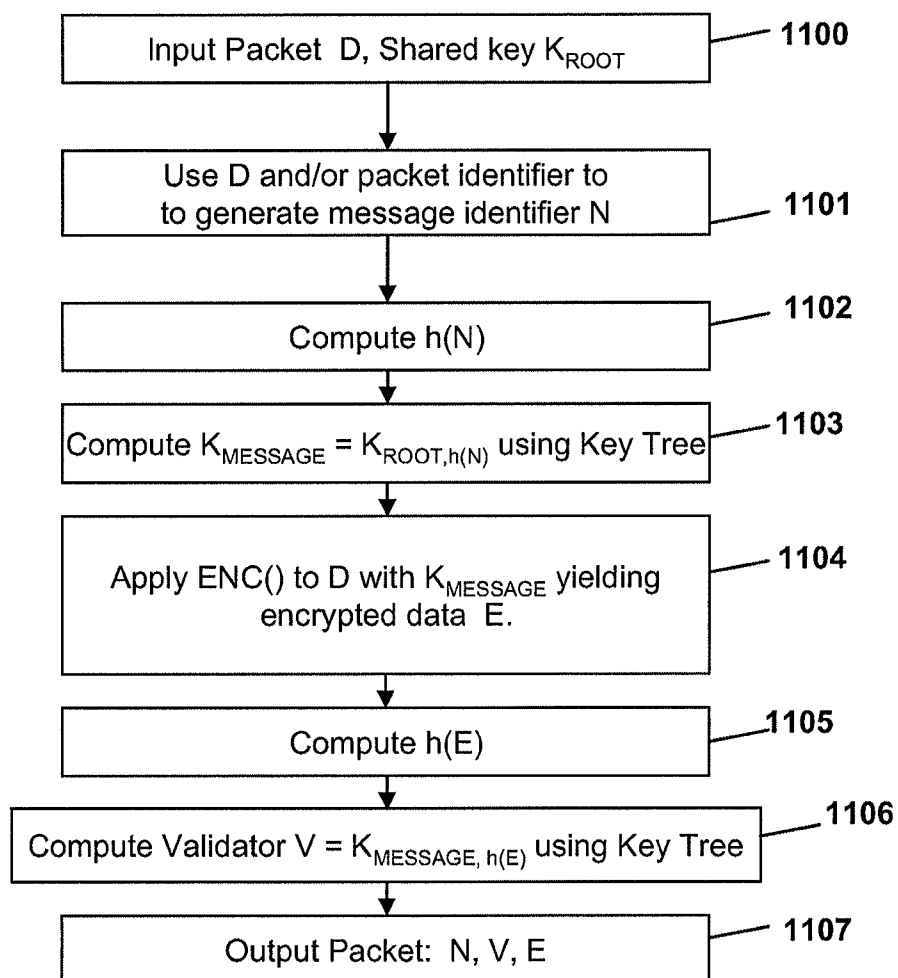 Input Packet D, Shared key K_ROOT
1100
Use D and/or packet identifier to
to generate message identifier N
1101
Compute h(N)
1102
Compute K_MESSAGE = K_ROOT,h(N) using Key Tree
1103
Apply ENC() to D with K_MESSAGE yielding
encrypted data E.
1104
Compute h(E)
1105
Compute Validator V = K_MESSAGE, h(E) using Key Tree
1106
Output Packet: N, V, E
1107